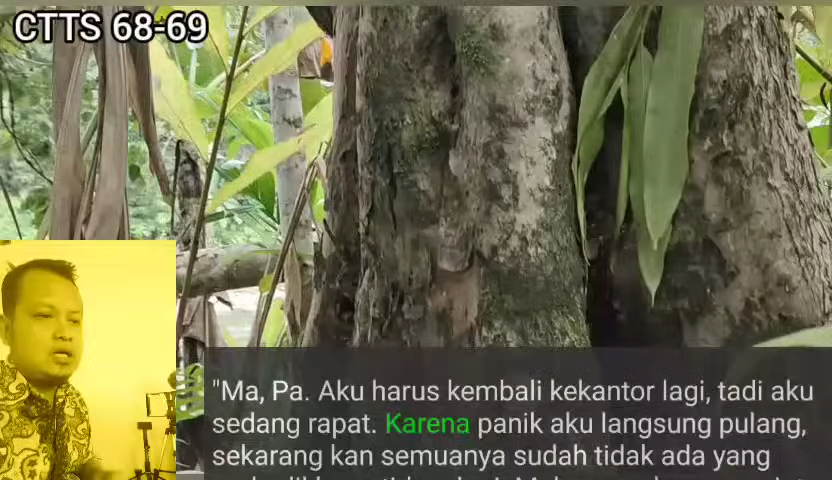 CTTS 68-69
"Ma, Pa. Aku harus kembali kekantor lagi, tadi aku
sedang rapat. Karena panik aku langsung pulang,
sekarang kan semuanya sudah tidak ada yang